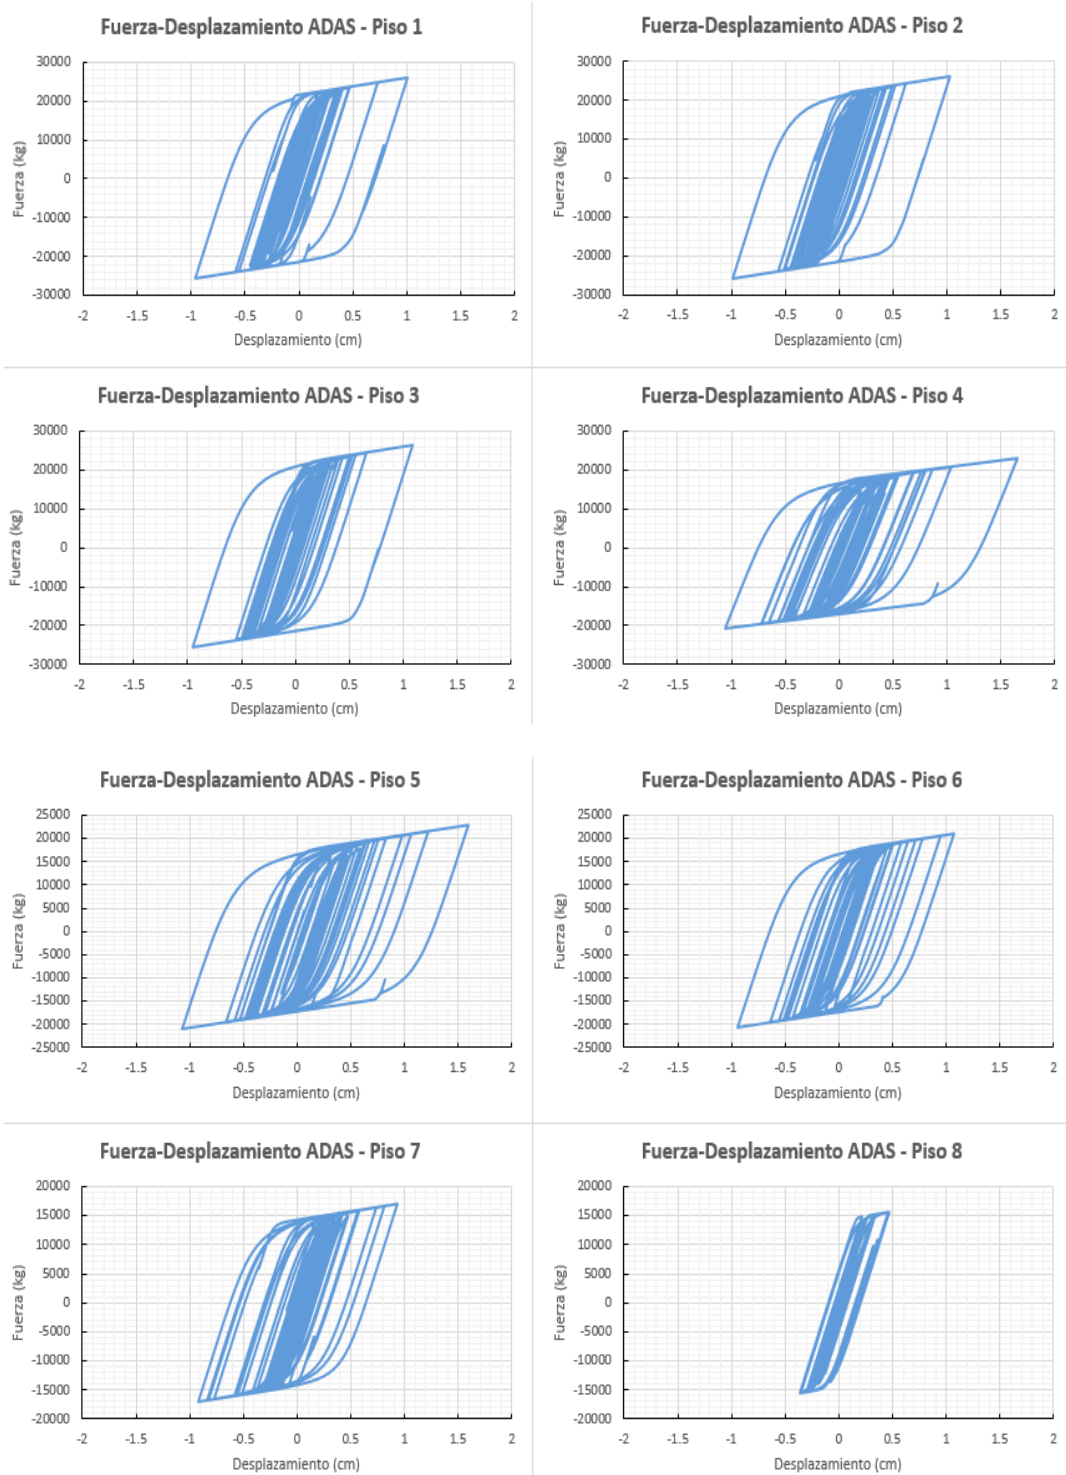 Fuerza-Desplazamiento ADAS - Piso 1
30000
20000
10000
0
-10000
-20000
-30000
Fuerza (kg)
-2 -1.5 -1 -0.5 0 0.5 1 1.5 2
Desplazamiento (cm)
Fuerza-Desplazamiento ADAS - Piso 2
30000
20000
10000
0
-10000
-20000
-30000
Fuerza (kg)
-2 -1.5 -1 -0.5 0 0.5 1 1.5 2
Desplazamiento (cm)
Fuerza-Desplazamiento ADAS - Piso 3
30000
20000
10000
0
-10000
-20000
-30000
Fuerza (kg)
-2 -1.5 -1 -0.5 0 0.5 1 1.5 2
Desplazamiento (cm)
Fuerza-Desplazamiento ADAS - Piso 4
30000
20000
10000
0
-10000
-20000
-30000
Fuerza (kg)
-2 -1.5 -1 -0.5 0 0.5 1 1.5 2
Desplazamiento (cm)
Fuerza-Desplazamiento ADAS - Piso 5
25000
20000
15000
10000
5000
0
-5000
-10000
-15000
-20000
-25000
Fuerza (kg)
-2 -1.5 -1 -0.5 0 0.5 1 1.5 2
Desplazamiento (cm)
Fuerza-Desplazamiento ADAS - Piso 6
25000
20000
15000
10000
5000
0
-5000
-10000
-15000
-20000
-25000
Fuerza (kg)
-2 -1.5 -1 -0.5 0 0.5 1 1.5 2
Desplazamiento (cm)
Fuerza-Desplazamiento ADAS - Piso 7
20000
15000
10000
5000
0
-5000
-10000
-15000
-20000
Fuerza (kg)
-2 -1.5 -1 -0.5 0 0.5 1 1.5 2
Desplazamiento (cm)
Fuerza-Desplazamiento ADAS - Piso 8
20000
15000
10000
5000
0
-5000
-10000
-15000
-20000
Fuerza (kg)
-2 -1.5 -1 -0.5 0 0.5 1 1.5 2
Desplazamiento (cm)